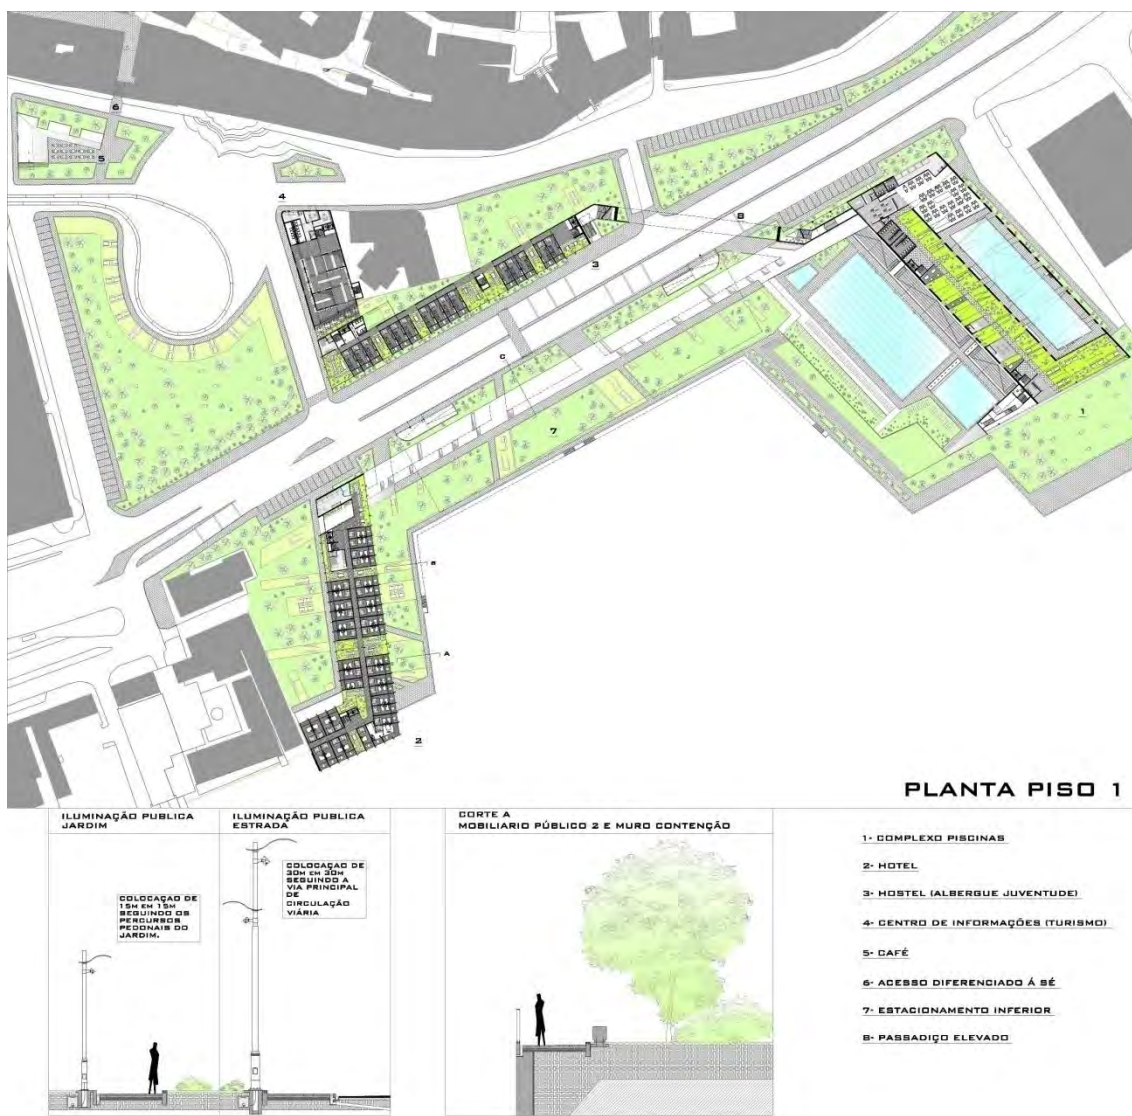 6
5
4
3
8
C
7
1
B
A
2
PLANTA PISO 1
ILUMINAÇÃO PUBLICA
JARDIM
ILUMINAÇÃO PUBLICA
ESTRADA
COLOCAÇAO DE
15M EM 15M
SEGUINDO OS
PERCURSOS
PEDONAIS DO
JARDIM.
COLOCAÇAO DE
30M EM 30M
SEGUINDO A
VIA PRINCIPAL
DE
CIRCULAÇÃO
VIÁRIA
CORTE A
MOBILIARIO PÚBLICO 2 E MURO CONTENÇÃO
1- COMPLEXO PISCINAS
2- HOTEL
3- HOSTEL (ALBERGUE JUVENTUDE)
4- CENTRO DE INFORMAÇÕES (TURISMO)
5- CAFÉ
6- ACESSO DIFERENCIADO Á SÉ
7- ESTACIONAMENTO INFERIOR
8- PASSADIÇO ELEVADO